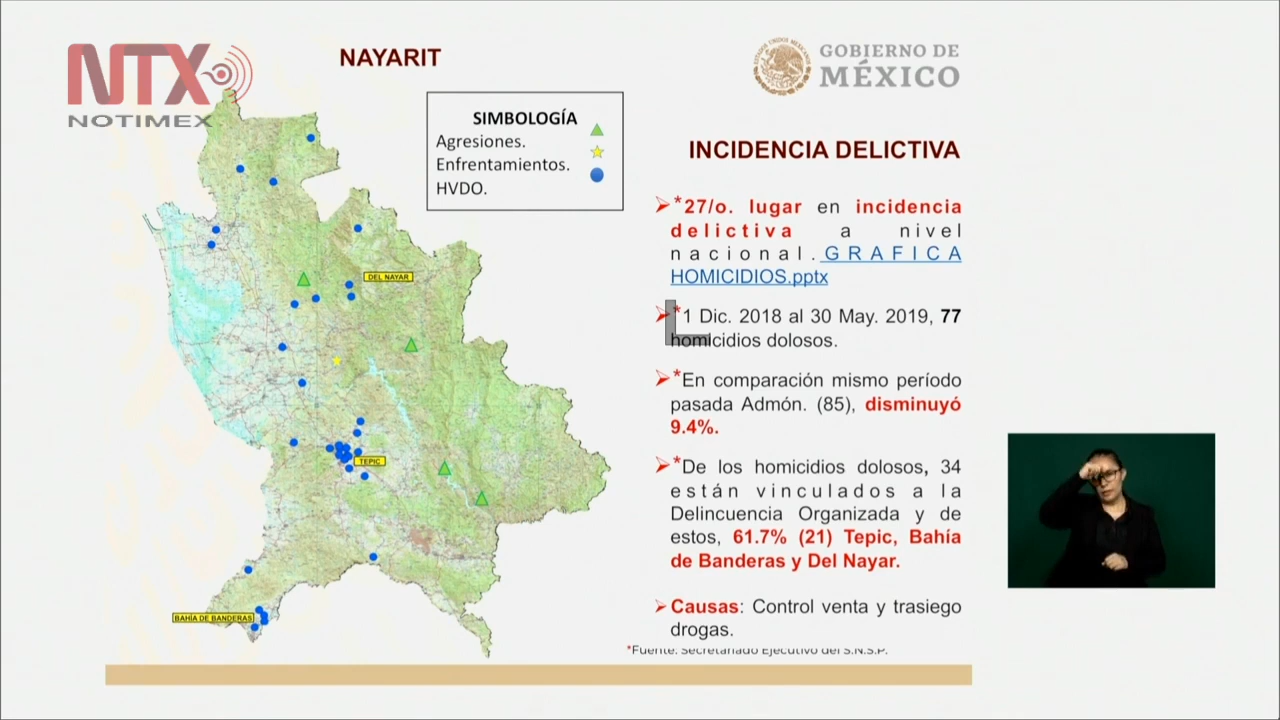 NTX
NOTIMEX
NAYARIT
GOBIERNO DE
MÉXICO
SIMBOLOGÍA
Agresiones.
Enfrentamientos.
HVDO.
DEL NAYAR
TEPIC
BAHÍA DE BANDERAS
INCIDENCIA DELICTIVA
*27/o. lugar en incidencia
delictiva a nivel
nacional. GRAFICA
HOMICIDIOS.pptx
*1 Dic. 2018 al 30 May. 2019, 77
homicidios dolosos.
*En comparación mismo período
pasada Admón. (85), disminuyó
9.4%.
*De los homicidios dolosos, 34
están vinculados a la
Delincuencia Organizada y de
estos, 61.7% (21) Tepic, Bahía
de Banderas y Del Nayar.
Causas: Control venta y trasiego
drogas.
*Fuente: Secretariado Ejecutivo del S.N.S.P.